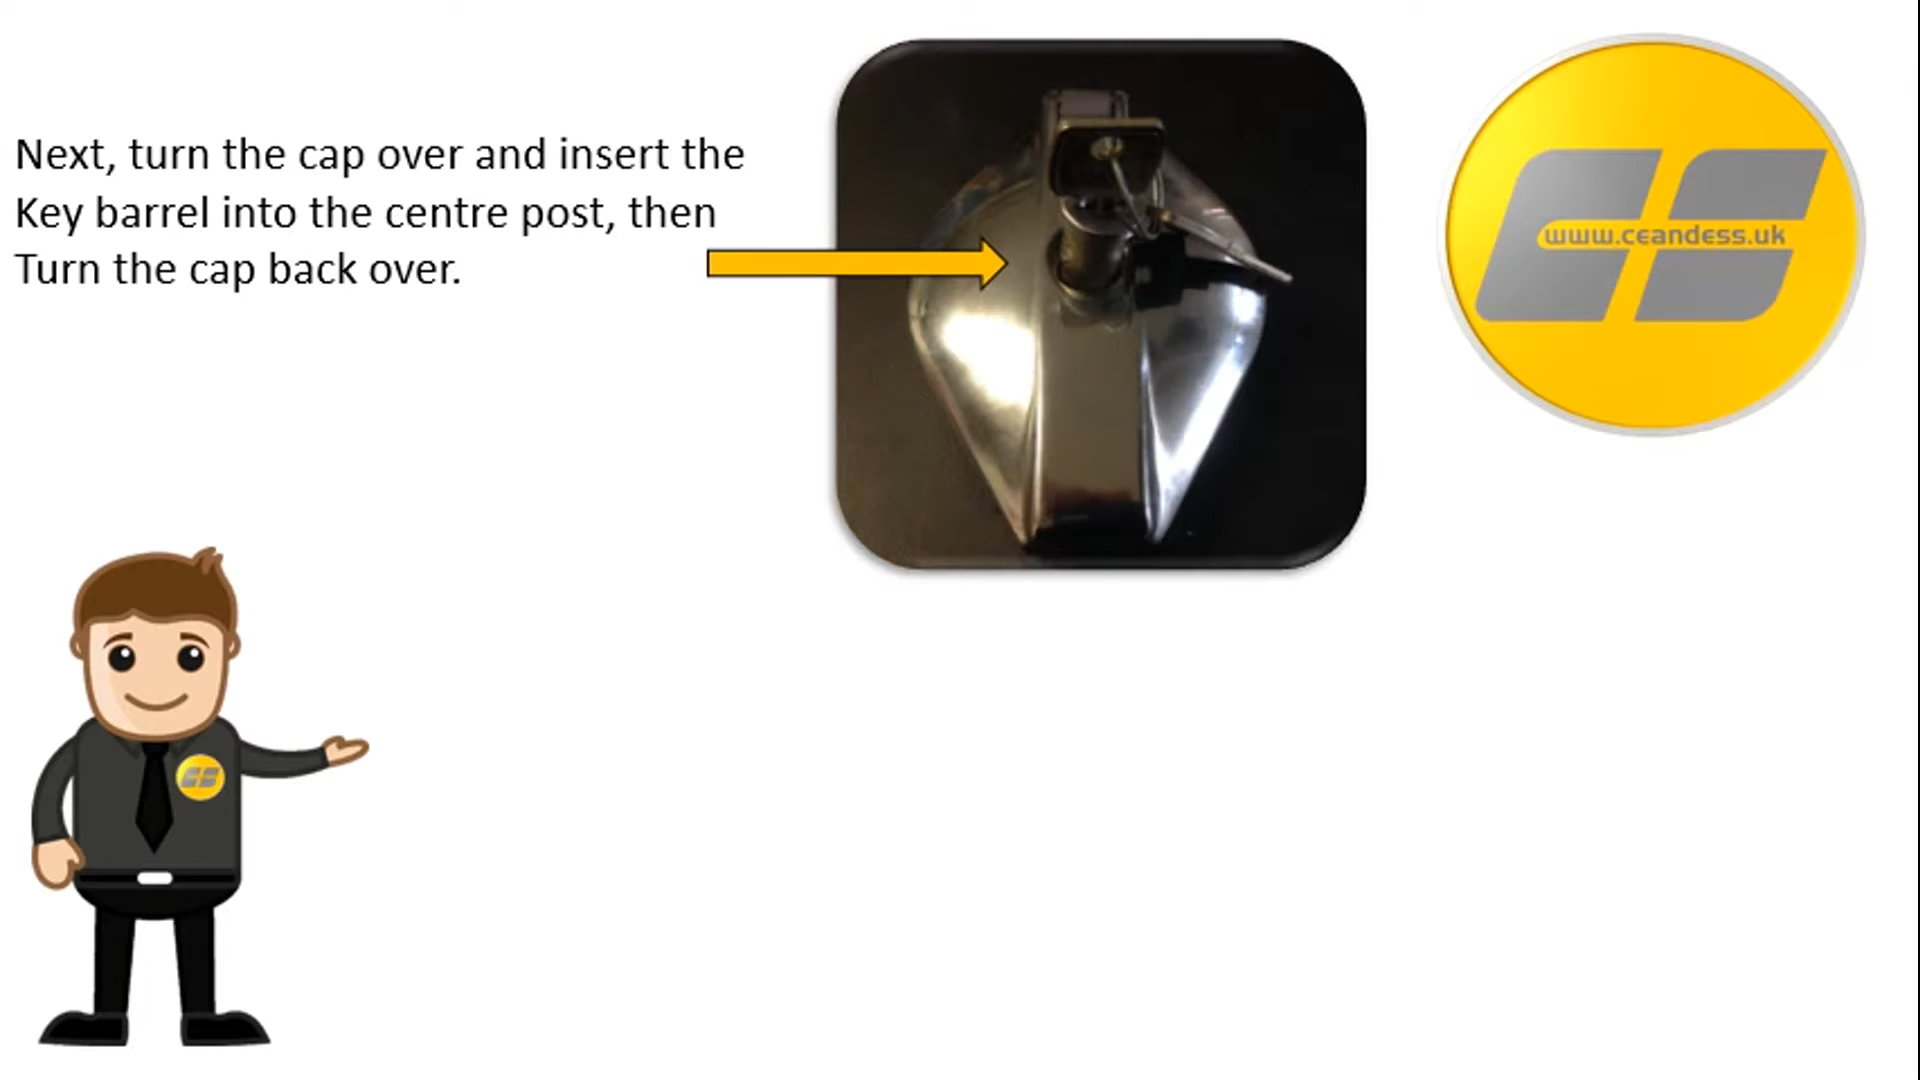 Next, turn the cap over and insert the
Key barrel into the centre post, then
Turn the cap back over.
www.ceandess.uk